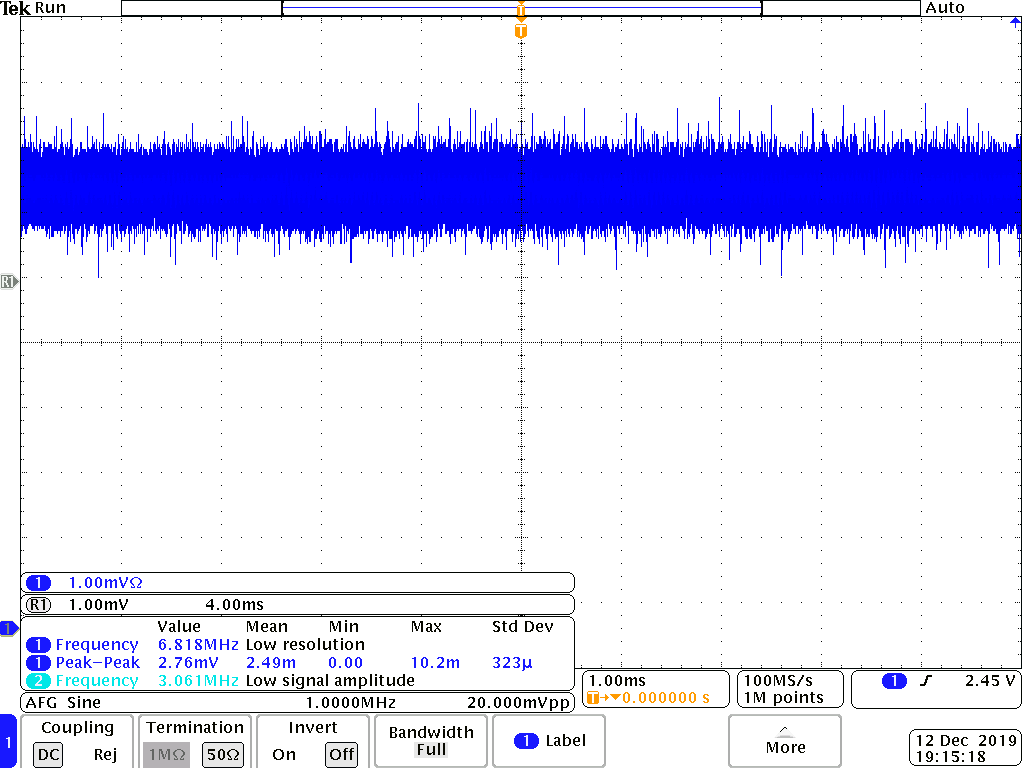 Tek Run Auto
T
T
R1
1
1 1.00mVΩ
R1 1.00mV 4.00ms
Value Mean Min Max Std Dev
1 Frequency 6.818MHz Low resolution
1 Peak–Peak 2.76mV 2.49m 0.00 10.2m 323µ
2 Frequency 3.061MHz Low signal amplitude
AFG Sine 1.0000MHz 20.000mVpp
1.00ms
T→▼0.000000 s
100MS/s
1M points
1 2.45 V
1
Coupling
DC Rej
Termination
1MΩ 50Ω
Invert
On Off
Bandwidth
Full
1 Label
More
12 Dec 2019
19:15:18